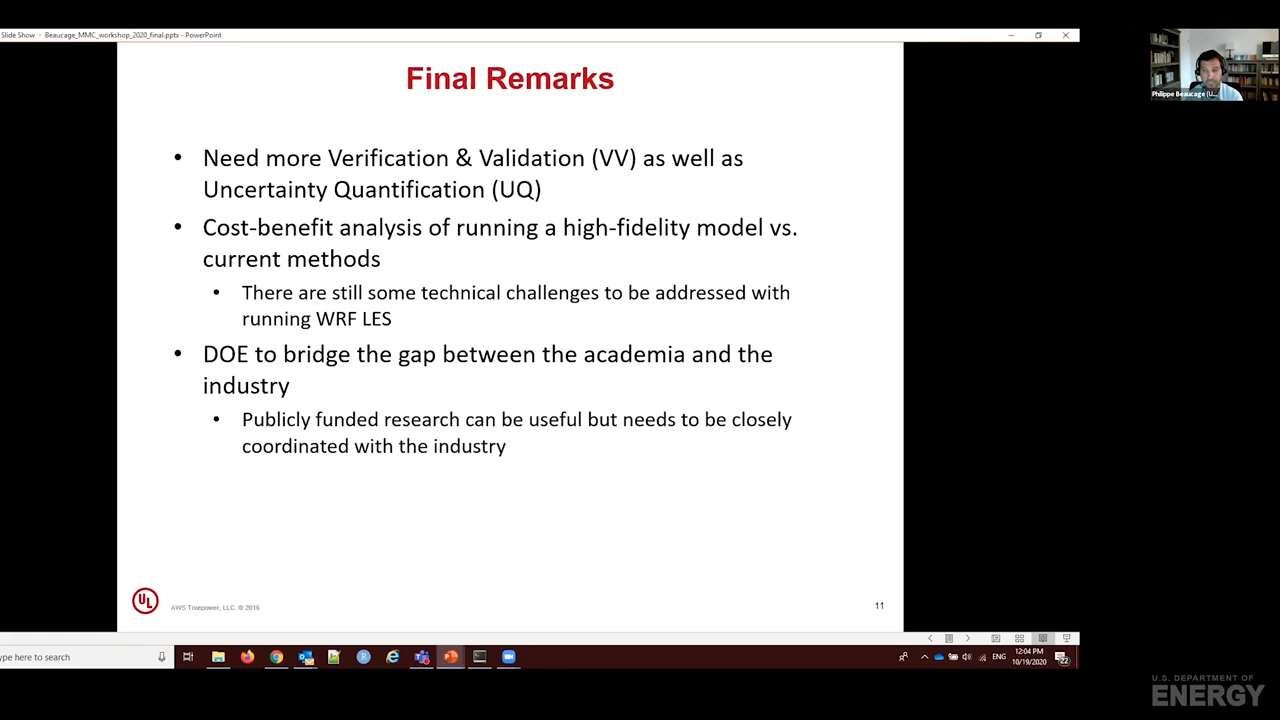 Slide Show - Beaucage_MMC_workshop_2020_final.pptx - PowerPoint
Final Remarks
• Need more Verification & Validation (VV) as well as
Uncertainty Quantification (UQ)
• Cost-benefit analysis of running a high-fidelity model vs.
current methods
• There are still some technical challenges to be addressed with
running WRF LES
• DOE to bridge the gap between the academia and the
industry
• Publicly funded research can be useful but needs to be closely
coordinated with the industry
UL
AWS Truepower, LLC. © 2016
11
Philippe Beaucage (U...
ype here to search
ENG
12:04 PM
10/19/2020
22
U.S. DEPARTMENT OF
ENERGY